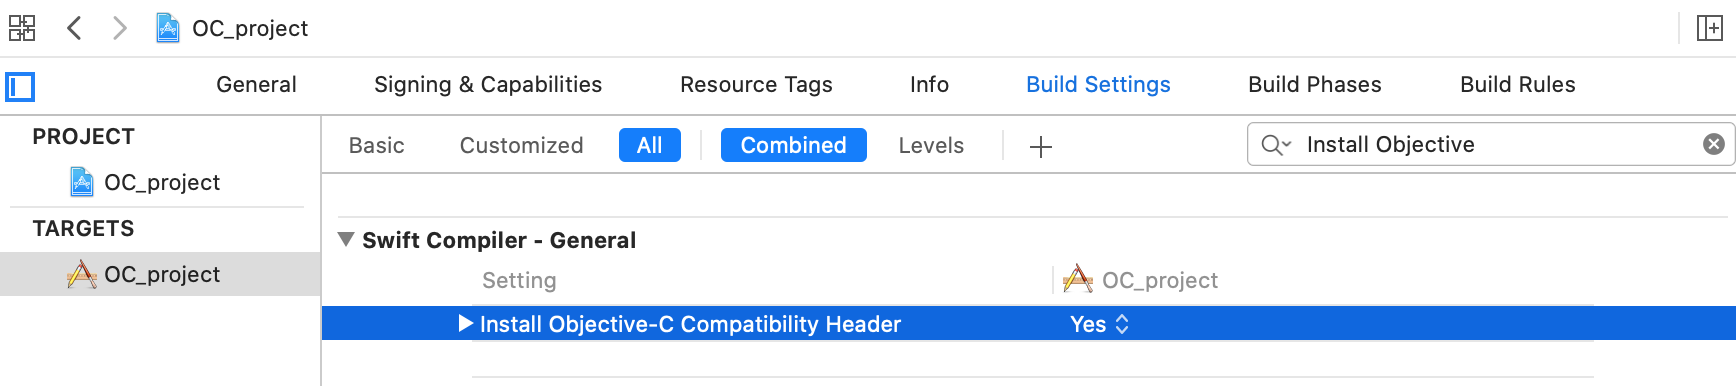 OC_project
General Signing & Capabilities Resource Tags Info Build Settings Build Phases Build Rules
PROJECT
OC_project
TARGETS
OC_project
Basic Customized All Combined Levels Install Objective
Swift Compiler - General
Setting OC_project
Install Objective-C Compatibility Header Yes